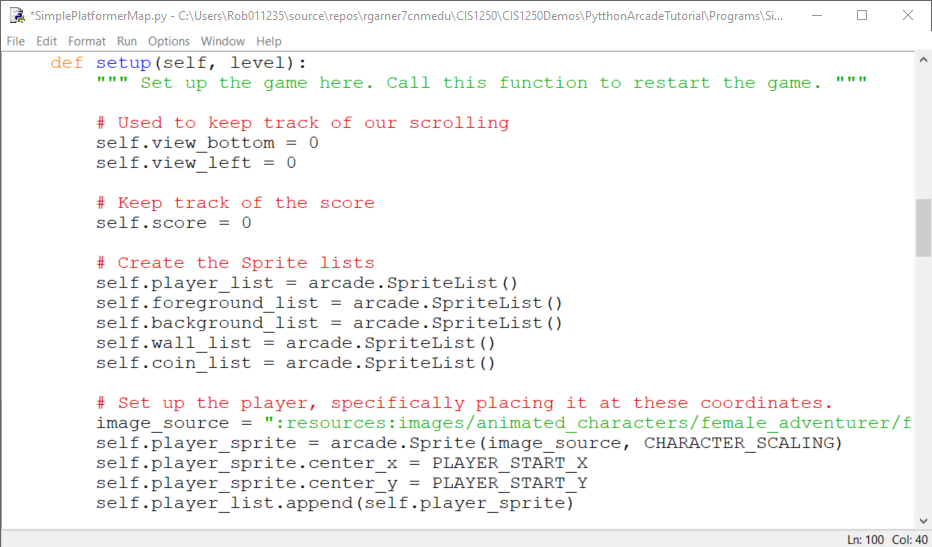 *SimplePlatformerMap.py - C:\Users\Rob011235\source\repos\rgarner7cnmedu\CIS1250\CIS1250Demos\PytthonArcadeTutorial\Programs\Si...
File Edit Format Run Options Window Help
def setup(self, level):
""" Set up the game here. Call this function to restart the game. """
# Used to keep track of our scrolling
self.view_bottom = 0
self.view_left = 0
# Keep track of the score
self.score = 0
# Create the Sprite lists
self.player_list = arcade.SpriteList()
self.foreground_list = arcade.SpriteList()
self.background_list = arcade.SpriteList()
self.wall_list = arcade.SpriteList()
self.coin_list = arcade.SpriteList()
# Set up the player, specifically placing it at these coordinates.
image_source = ":resources:images/animated_characters/female_adventurer/f
self.player_sprite = arcade.Sprite(image_source, CHARACTER_SCALING)
self.player_sprite.center_x = PLAYER_START_X
self.player_sprite.center_y = PLAYER_START_Y
self.player_list.append(self.player_sprite)
Ln: 100 Col: 40